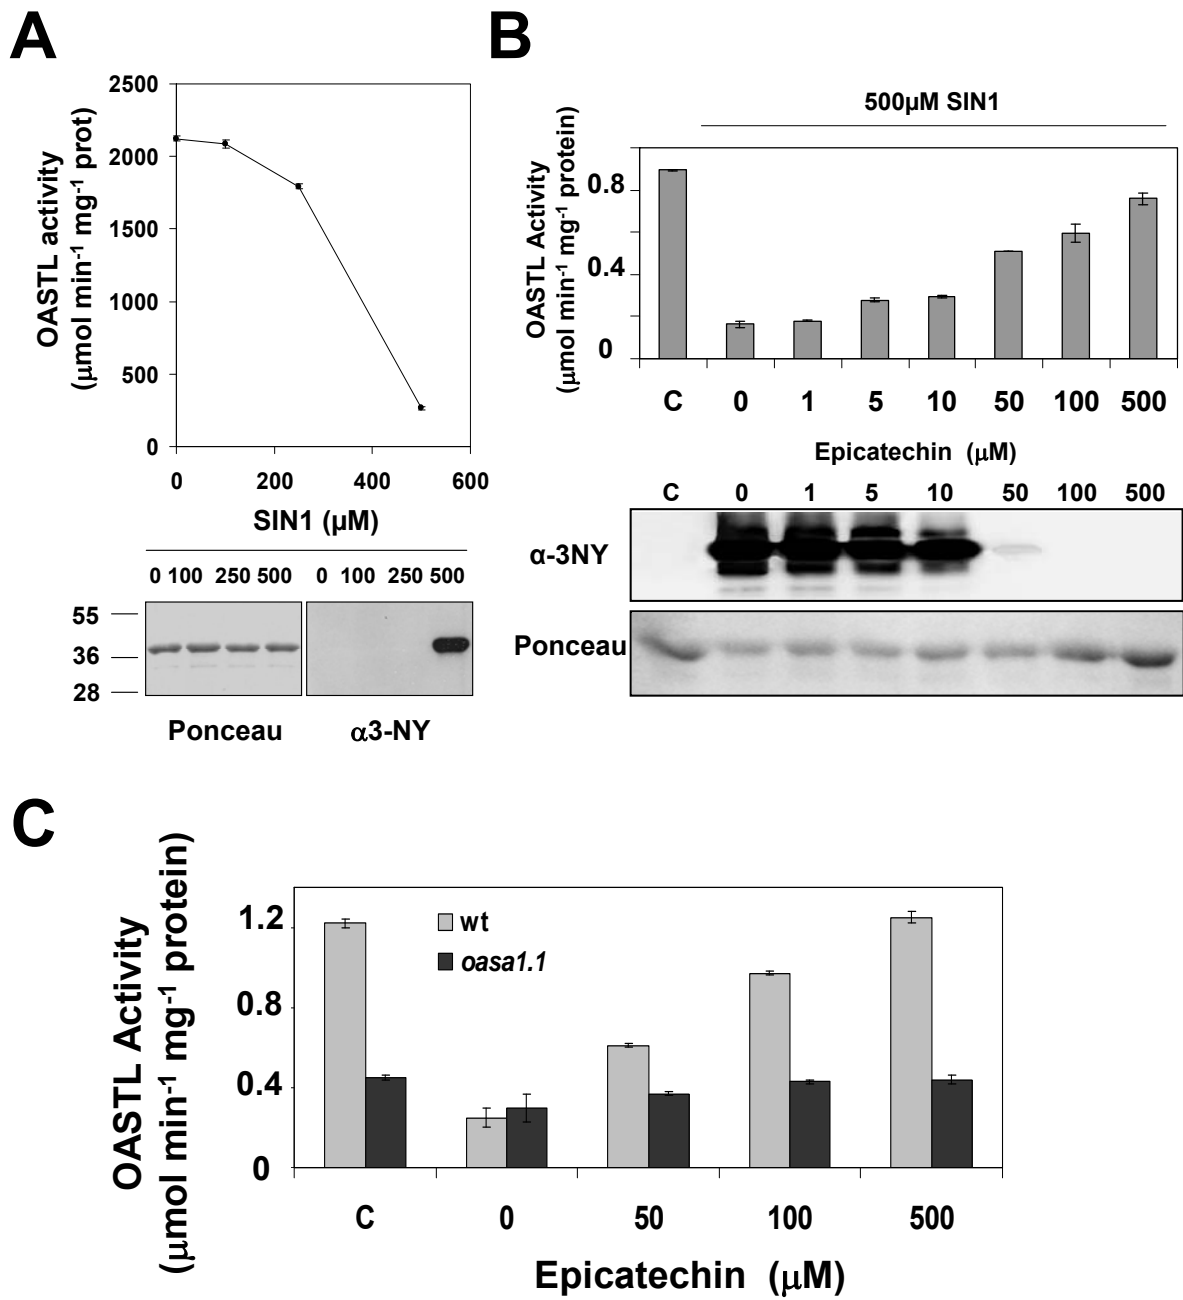 A
2500
2000
1500
1000
500
0
OASTL activity
(μmol min-1 mg-1 prot)
0 200 400 600
SIN1 (μM)
0 100 250 500 0 100 250 500
55
36
28
Ponceau α3-NY
B
500μM SIN1
OASTL Activity
(μmol min-1 mg-1 protein)
0.8
0.4
0
C 0 1 5 10 50 100 500
Epicatechin (μM)
C 0 1 5 10 50 100 500
α-3NY
Ponceau
C
OASTL Activity
(μmol min-1 mg-1 protein)
1.2
0.8
0.4
0
wt
oasa1.1
C 0 50 100 500
Epicatechin (μM)